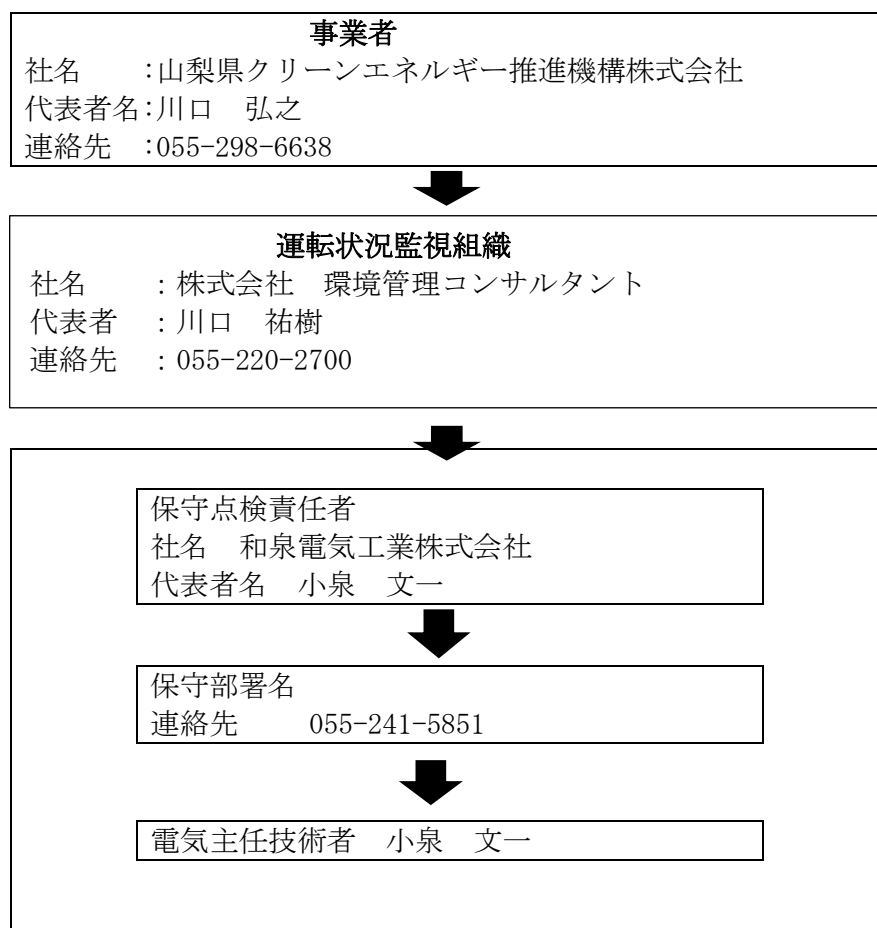 事業者
社名　　：山梨県クリーンエネルギー推進機構株式会社
代表者名：川口　弘之
連絡先　：055-298-6638
運転状況監視組織
社名　　：株式会社　環境管理コンサルタント
代表者　：川口　祐樹
連絡先　：055-220-2700
保守点検責任者
社名　和泉電気工業株式会社
代表者名　小泉　文一
保守部署名
連絡先　　055-241-5851
電気主任技術者　小泉　文一